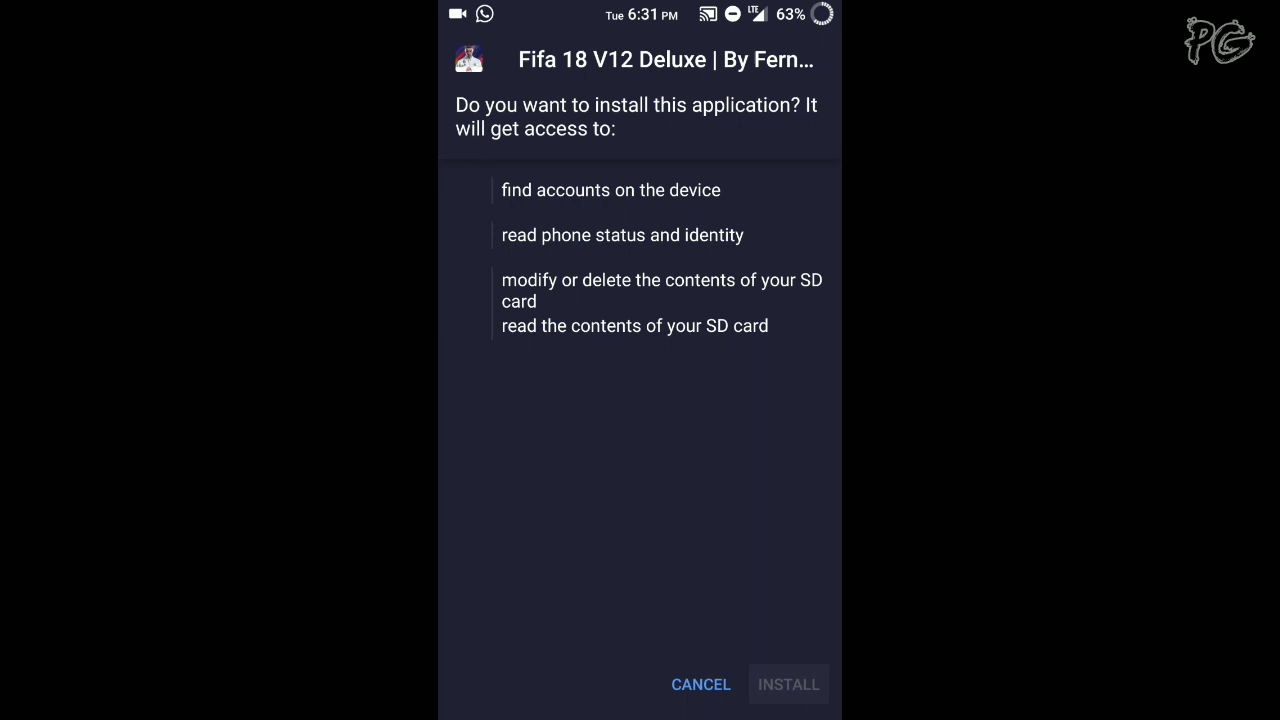 Tue 6:31 PM LTE 63%
PG
Fifa 18 V12 Deluxe | By Fern...
Do you want to install this application? It
will get access to:
find accounts on the device
read phone status and identity
modify or delete the contents of your SD
card
read the contents of your SD card
CANCEL INSTALL